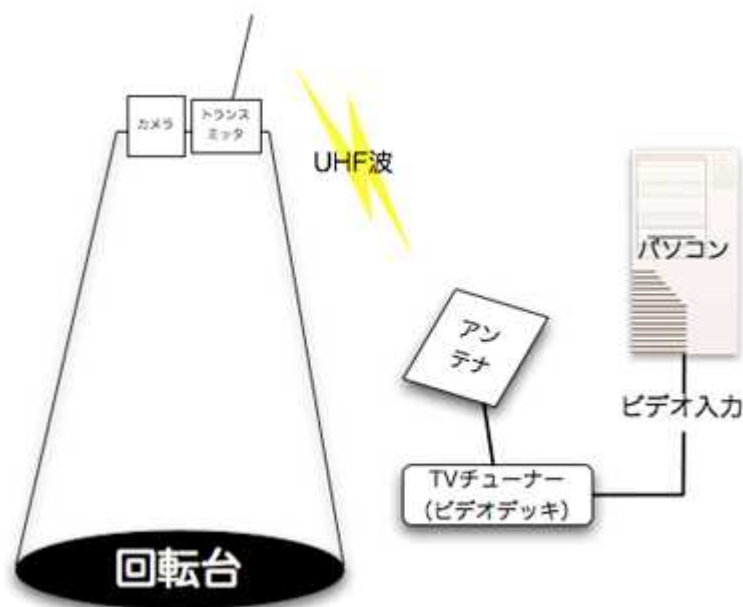 カメラ
トランス
ミッタ
UHF波
パソコン
アン
テナ
ビデオ入力
TVチューナー
(ビデオデッキ)
回転台